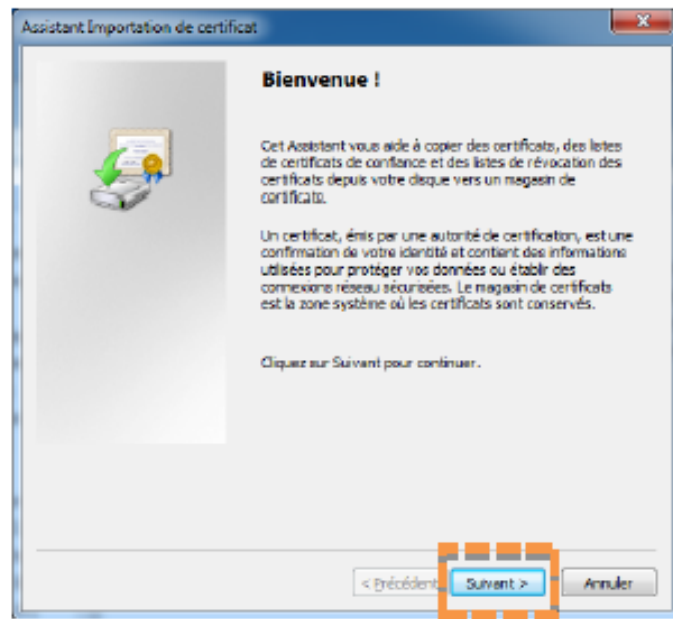 Assistant Importation de certificat
Bienvenue !
Cet Assistant vous aide à copier des certificats, des listes
de certificats de confiance et des listes de révocation des
certificats depuis votre disque vers un magasin de
certificats.
Un certificat, émis par une autorité de certification, est une
confirmation de votre identité et contient des informations
utilisées pour protéger vos données ou établir des
connexions réseau sécurisées. Le magasin de certificats
est la zone système où les certificats sont conservés.
Cliquez sur Suivant pour continuer.
< Précédent Suivant > Annuler